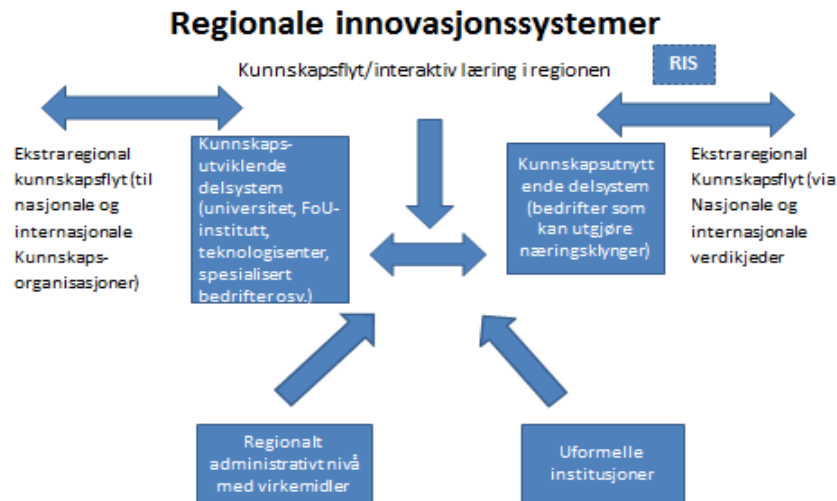 Regionale innovasjonssystemer
Kunnskapsflyt/interaktiv læring i regionen
RIS
Ekstraregional
kunnskapsflyt (til
nasjonale og
internasjonale
Kunnskaps-
organisasjoner)
Kunnskaps-
utviklende
delsystem
(universitet, FoU-
institutt,
teknologisenter,
spesialisert
bedrifter osv.)
Kunnskapsutnytt
ende delsystem
(bedrifter som
kan utgjøre
næringsklynger)
Ekstraregional
Kunnskapsflyt (via
Nasjonale og
internasjonale
verdikjeder
Regionalt
administrativt nivå
med virkemidler
Uformelle
institusjoner